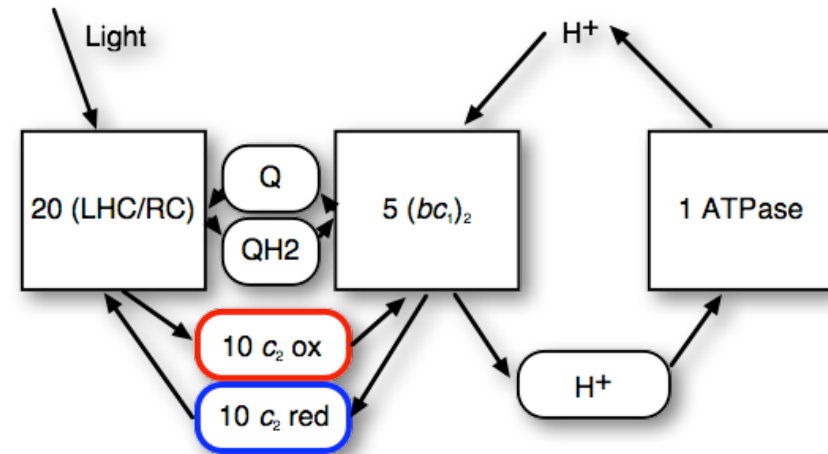 Light
H+
20 (LHC/RC)
Q
QH2
5 (bc₁)₂
1 ATPase
10 c₂ ox
10 c₂ red
H+